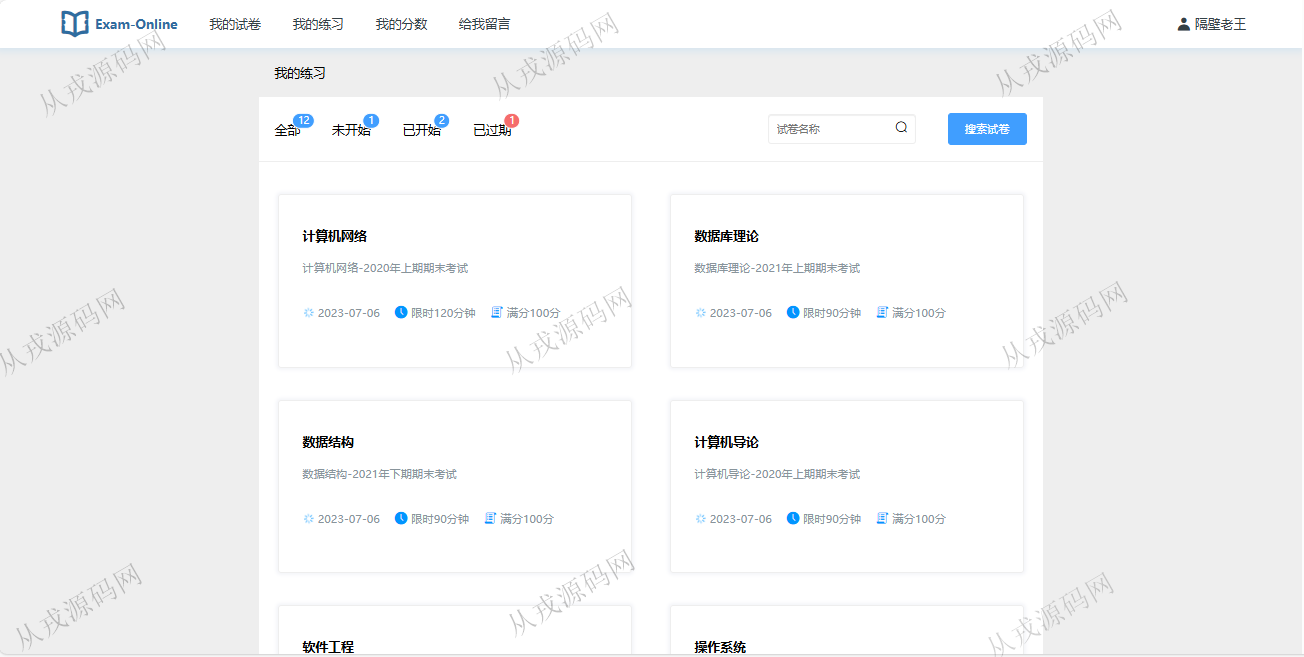 Exam-Online 我的试卷 我的练习 我的分数 给我留言 隔壁老王
我的练习
全部 12 未开始 1 已开始 2 已过期 1 试卷名称 搜索试卷
计算机网络
计算机网络-2020年上期期末考试
2023-07-06 限时120分钟 满分100分
数据库理论
数据库理论-2021年上期期末考试
2023-07-06 限时90分钟 满分100分
数据结构
数据结构-2021年下期期末考试
2023-07-06 限时90分钟 满分100分
计算机导论
计算机导论-2020年上期期末考试
2023-07-06 限时90分钟 满分100分
软件工程
操作系统
从戎源码网
从戎源码网
从戎源码网
从戎源码网
从戎源码网
从戎源码网
从戎源码网
从戎源码网
从戎源码网